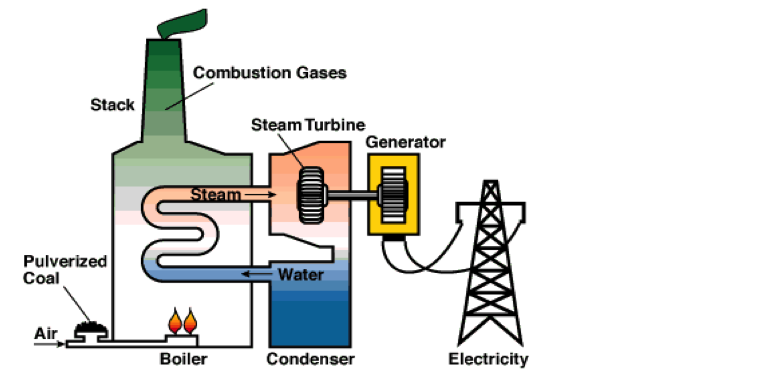 Combustion Gases
Stack
Steam Turbine
Generator
Steam
Pulverized
Coal
Water
Air
Boiler
Condenser
Electricity